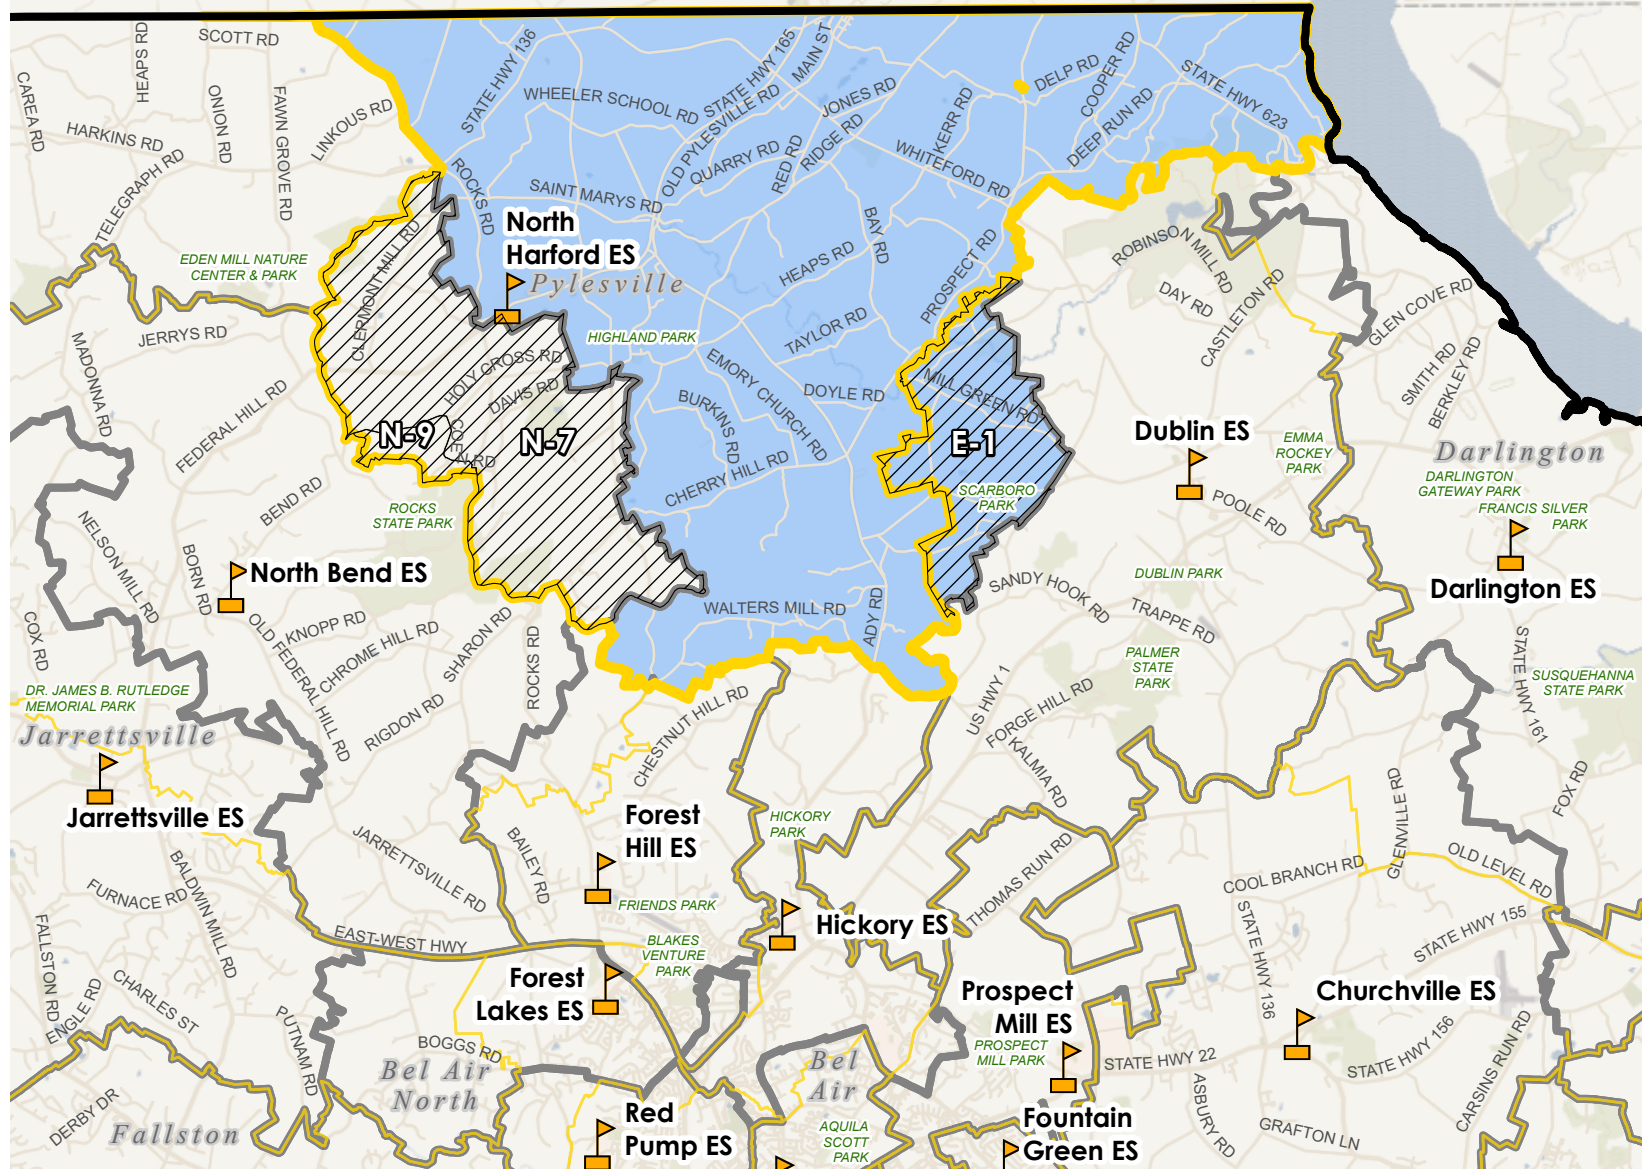 SCOTT RD
HEAPS RD
CAREA RD
ONION RD
FAWN GROVE RD
LINKOUS RD
HARKINS RD
TELEGRAPH RD
STATE HWY 136
WHEELER SCHOOL RD
STATE HWY 165
MAIN ST
OLD PYLESVILLE RD
JONES RD
QUARRY RD
RED RD
RIDGE RD
KERR RD
WHITEFORD RD
DELP RD
COOPER RD
DEEP RUN RD
STATE HWY 623
ROCKS RD
SAINT MARYS RD
North
Harford ES
Pylesville
BAY RD
HEAPS RD
PROSPECT RD
ROBINSON MILL RD
DAY RD
CASTLETON RD
GLEN COVE RD
SMITH RD
BERKLEY RD
EDEN MILL NATURE
CENTER & PARK
CLERMONT MILL RD
JERRYS RD
MADONNA RD
FEDERAL HILL RD
HIGHLAND PARK
TAYLOR RD
HOLY CROSS RD
DAVIS RD
COEN RD
N-9
N-7
EMORY CHURCH RD
DOYLE RD
BURKINS RD
CHERRY HILL RD
MILL GREEN RD
E-1
SCARBORO
PARK
Dublin ES
EMMA
ROCKEY
PARK
Darlington
DARLINGTON
GATEWAY PARK
FRANCIS SILVER
PARK
POOLE RD
Darlington ES
ROCKS
STATE PARK
BEND RD
NELSON MILL RD
BORN RD
North Bend ES
COX RD
OLD FEDERAL HILL RD
KNOPP RD
CHROME HILL RD
SHARON RD
RIGDON RD
ROCKS RD
WALTERS MILL RD
ADY RD
SANDY HOOK RD
DUBLIN PARK
TRAPPE RD
PALMER
STATE
PARK
STATE HWY 161
SUSQUEHANNA
STATE PARK
DR. JAMES B. RUTLEDGE
MEMORIAL PARK
Jarrettsville
Jarrettsville ES
CHESTNUT HILL RD
US HWY 1
FORGE HILL RD
KALMIA RD
FOX RD
GLENVILLE RD
Forest
Hill ES
HICKORY
PARK
JARRETTSVILLE RD
BAILEY RD
FRIENDS PARK
BALDWIN MILL RD
FURNACE RD
FALLSTON RD
EAST-WEST HWY
BLAKES
VENTURE
PARK
Hickory ES
THOMAS RUN RD
COOL BRANCH RD
OLD LEVEL RD
STATE HWY 136
STATE HWY 155
Forest
Lakes ES
ENGLE RD
CHARLES ST
PUTNAM RD
Prospect
Mill ES
PROSPECT
MILL PARK
Churchville ES
BOGGS RD
Bel Air
North
Bel
Air
STATE HWY 22
STATE HWY 156
CARSINS RUN RD
ASBURY RD
DERBY DR
Fallston
Red
Pump ES
AQUILA
SCOTT
PARK
Fountain
Green ES
GRAFTON LN